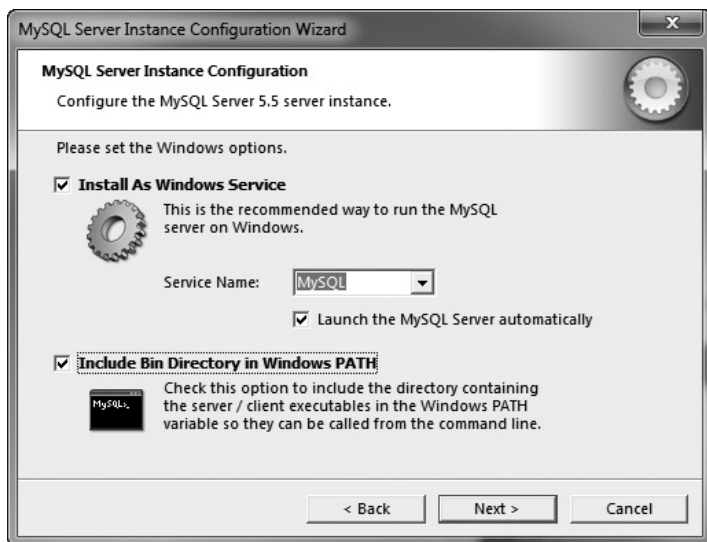 MySQL Server Instance Configuration Wizard
x
MySQL Server Instance Configuration
Configure the MySQL Server 5.5 server instance.
Please set the Windows options.
Install As Windows Service
This is the recommended way to run the MySQL
server on Windows.
Service Name: MySQL
Launch the MySQL Server automatically
Include Bin Directory in Windows PATH
MySQL>_
Check this option to include the directory containing
the server / client executables in the Windows PATH
variable so they can be called from the command line.
< Back Next > Cancel